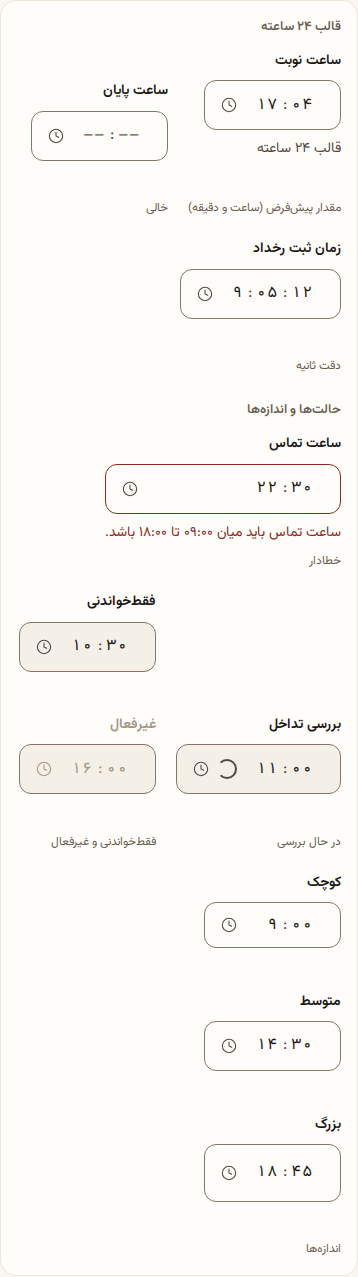 قالب ۲۴ ساعته
ساعت نوبت
۱۷:۰۴
قالب ۲۴ ساعته
ساعت پایان
––:––
مقدار پیش‌فرض (ساعت و دقیقه)
خالی
زمان ثبت رخداد
۹:۰۵:۱۲
دقت ثانیه
حالت‌ها و اندازه‌ها
ساعت تماس
۲۲:۳۰
ساعت تماس باید میان ۰۹:۰۰ تا ۱۸:۰۰ باشد.
خطادار
فقط‌خواندنی
۱۰:۳۰
بررسی تداخل
۱۱:۰۰
غیرفعال
۱۶:۰۰
در حال بررسی
فقط‌خواندنی و غیرفعال
کوچک
۹:۰۰
متوسط
۱۴:۳۰
بزرگ
۱۸:۴۵
اندازه‌ها